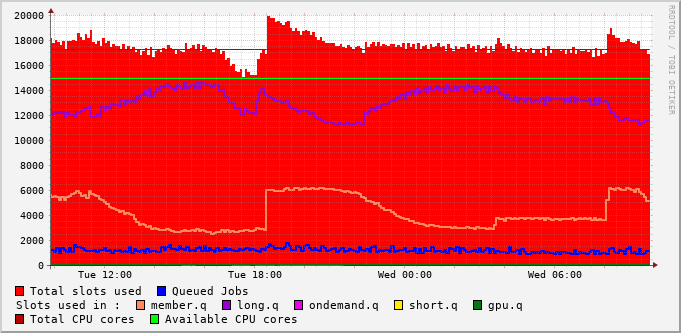 20000
18000
16000
14000
12000
10000
8000
6000
4000
2000
0
Tue 12:00 Tue 18:00 Wed 00:00 Wed 06:00
RRDTOOL / TOBI OETIKER
Total slots used Queued Jobs
Slots used in : member.q long.q ondemand.q short.q gpu.q
Total CPU cores Available CPU cores